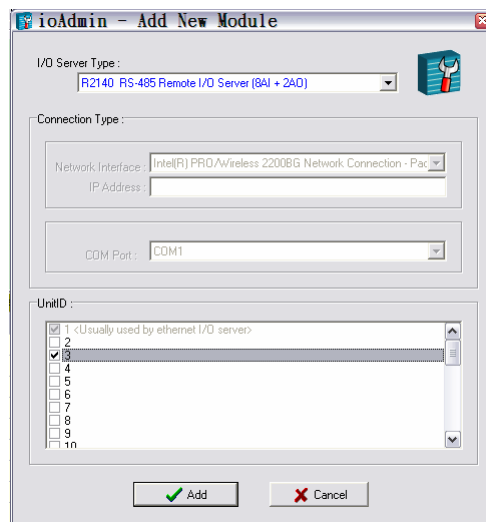 ioAdmin - Add New Module
I/O Server Type :
R2140 RS-485 Remote I/O Server (8AI + 2AO)
Connection Type :
Network Interface : Intel(R) PRO/Wireless 2200BG Network Connection - Pac
IP Address :
COM Port : COM1
UnitID :
1 <Usually used by ethernet I/O server>
2
3
4
5
6
7
8
9
10
Add
Cancel